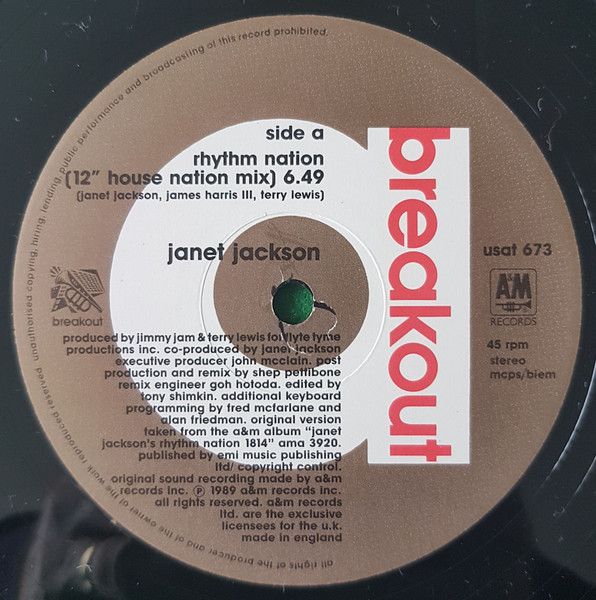 all rights of the producer and of the owner of the work reproduced reserved. unauthorised copying, hiring, lending, public performance and broadcasting of this record prohibited.
side a
rhythm nation
(12" house nation mix) 6.49
(janet jackson, james harris III, terry lewis)
janet jackson
breakout
usat 673
A&M
RECORDS
45 rpm
stereo
mcps/biem
breakout
produced by jimmy jam & terry lewis for flyte tyme
productions inc. co-produced by janet jackson
executive producer john mcclain. post
production and remix by shep pettibone
remix engineer goh hotoda. edited by
tony shimkin. additional keyboard
programming by fred mcfarlane and
alan friedman. original version
taken from the a&m album "janet
jackson's rhythm nation 1814" ama 3920.
published by emi music publishing
ltd/ copyright control.
original sound recording made by a&m
records inc. ℗ 1989 a&m records inc.
all rights reserved. a&m records
ltd. are the exclusive
licensees for the u.k.
made in england